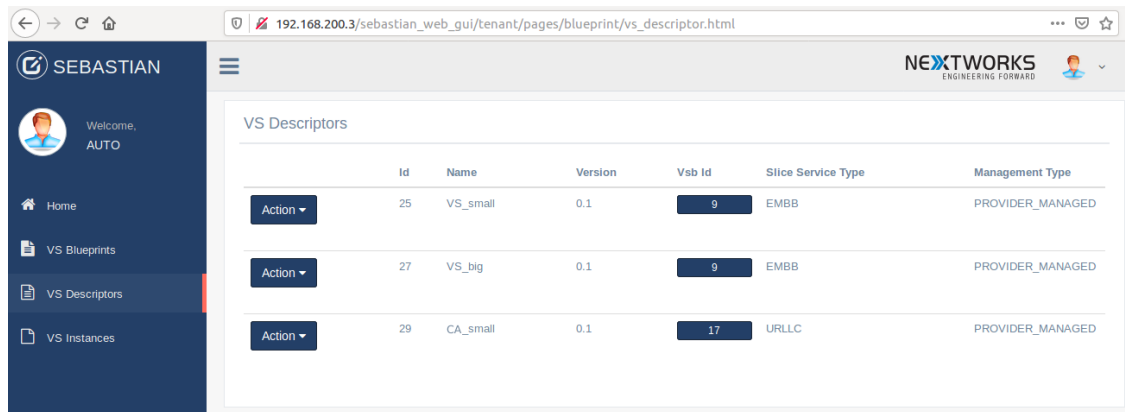 192.168.200.3/sebastian_web_gui/tenant/pages/blueprint/vs_descriptor.html
SEBASTIAN
NEXTWORKS
ENGINEERING FORWARD
Welcome,
AUTO
Home
VS Blueprints
VS Descriptors
VS Instances
VS Descriptors
Id Name Version Vsb Id Slice Service Type Management Type
Action 25 VS_small 0.1 9 EMBB PROVIDER_MANAGED
Action 27 VS_big 0.1 9 EMBB PROVIDER_MANAGED
Action 29 CA_small 0.1 17 URLLC PROVIDER_MANAGED